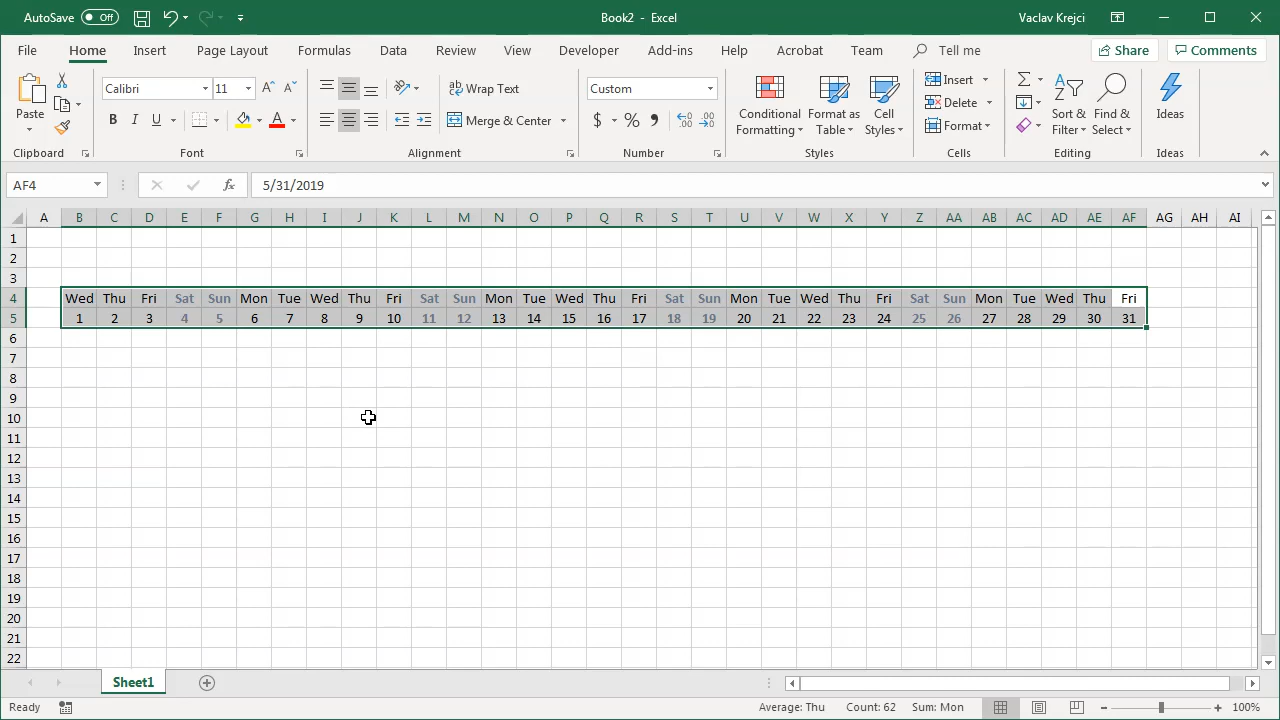 AutoSave Off Book2 - Excel Vaclav Krejci
File Home Insert Page Layout Formulas Data Review View Developer Add-ins Help Acrobat Team Tell me Share Comments
Calibri 11 Wrap Text Custom Insert
Paste B I U A Merge & Center $ % Conditional Formatting Format as Table Cell Styles Delete Format Sort & Filter Find & Select Ideas
Clipboard Font Alignment Number Styles Cells Editing Ideas
AF4 fx 5/31/2019
A B C D E F G H I J K L M N O P Q R S T U V W X Y Z AA AB AC AD AE AF AG AH AI
1
2
3
4 Wed Thu Fri Sat Sun Mon Tue Wed Thu Fri Sat Sun Mon Tue Wed Thu Fri Sat Sun Mon Tue Wed Thu Fri Sat Sun Mon Tue Wed Thu Fri
5 1 2 3 4 5 6 7 8 9 10 11 12 13 14 15 16 17 18 19 20 21 22 23 24 25 26 27 28 29 30 31
6
7
8
9
10
11
12
13
14
15
16
17
18
19
20
21
22
Sheet1
Ready Average: Thu Count: 62 Sum: Mon 100%